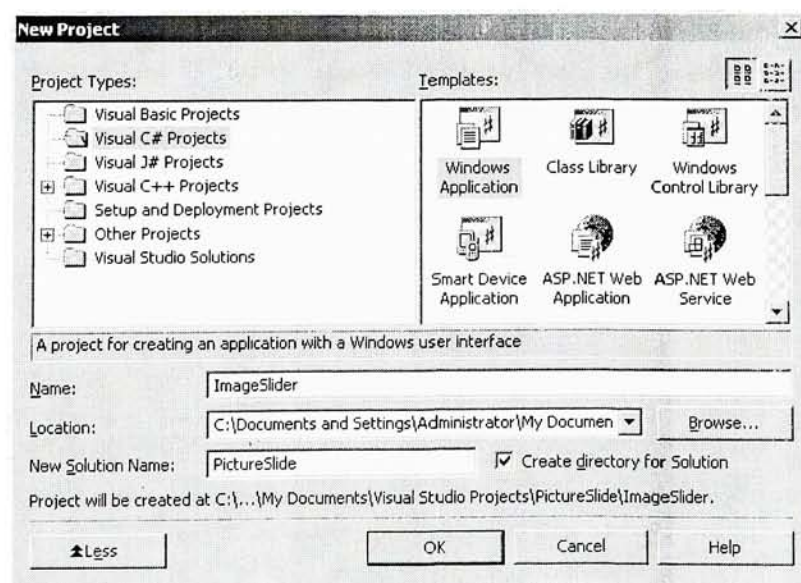 New Project
Project Types:
Templates:
Visual Basic Projects
Visual C# Projects
Visual J# Projects
Visual C++ Projects
Setup and Deployment Projects
Other Projects
Visual Studio Solutions
Windows
Application
Class Library
Windows
Control Library
Smart Device
Application
ASP.NET Web
Application
ASP.NET Web
Service
A project for creating an application with a Windows user interface
Name:
ImageSlider
Location:
C:\Documents and Settings\Administrator\My Documen
Browse...
New Solution Name:
PictureSlide
Create directory for Solution
Project will be created at C:\...\My Documents\Visual Studio Projects\PictureSlide\ImageSlider.
Less
OK
Cancel
Help